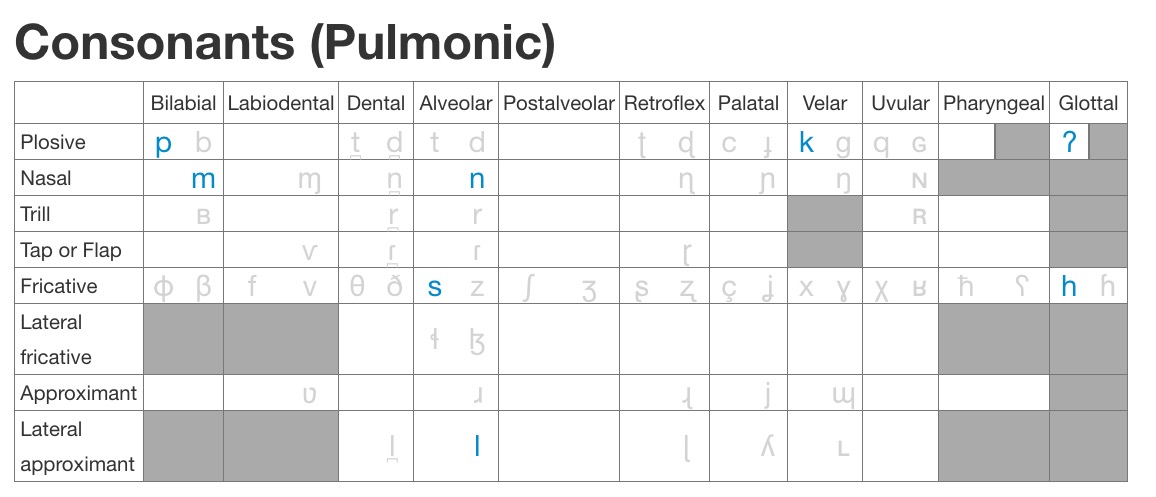 Consonants (Pulmonic)
Bilabial Labiodental Dental Alveolar Postalveolar Retroflex Palatal Velar Uvular Pharyngeal Glottal
Plosive p b t̪ d̪ t d ʈ ɖ c ɟ k ɡ q ɢ ʔ
Nasal m ɱ n̪ n ɳ ɲ ŋ ɴ
Trill ʙ r̪ r ʀ
Tap or Flap ⱱ ɾ̪ ɾ ɽ
Fricative ɸ β f v θ ð s z ʃ ʒ ʂ ʐ ç ʝ x ɣ χ ʁ ħ ʕ h ɦ
Lateral
fricative
ɬ ɮ
Approximant ʋ ɹ ɻ j ɰ
Lateral
approximant
l̪ l ɭ ʎ ʟ